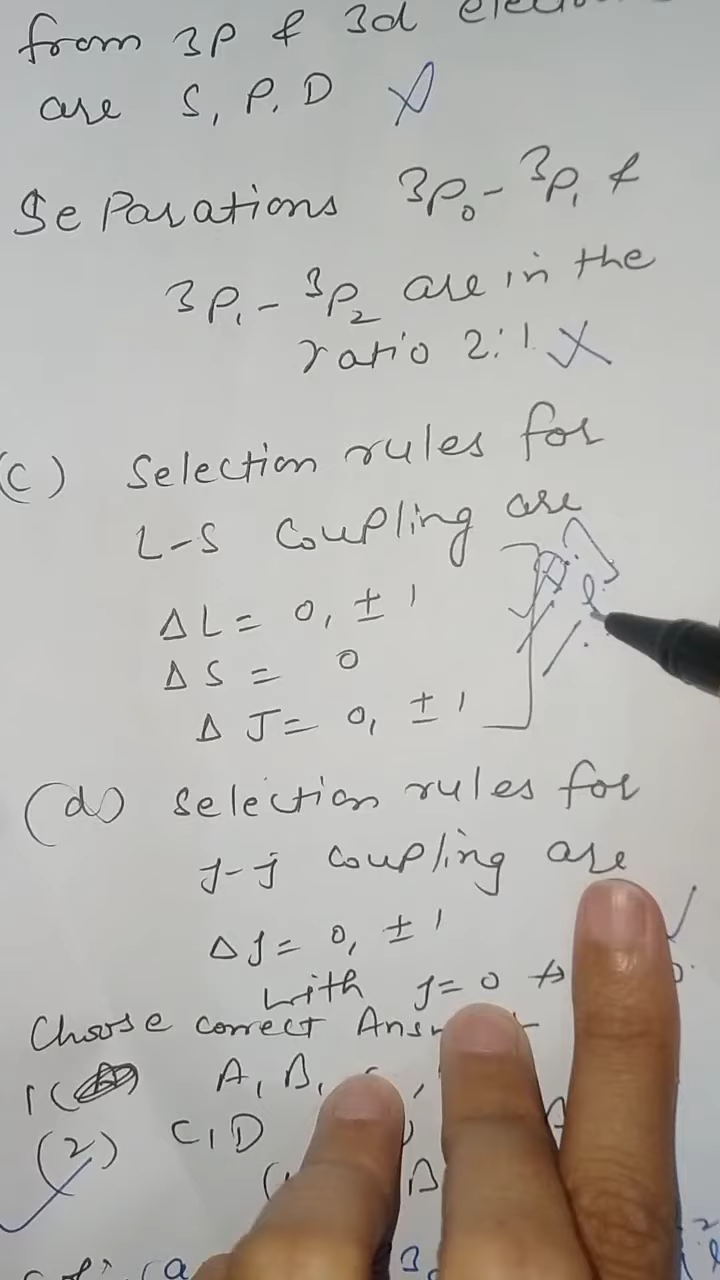 from 3p & 3d
are S, P, D
Separations 3P₀ - ³P₁ &
3P₁ - ³P₂ are in the
ratio 2:1.
(C) Selection rules for
L-S Coupling are
ΔL = 0, ± 1
ΔS = 0
ΔJ = 0, ± 1
(d) Selection rules for
J-j coupling are
ΔJ = 0, ± 1
with J = 0 ↛
Choose correct
1( A, B,
(2) C, D